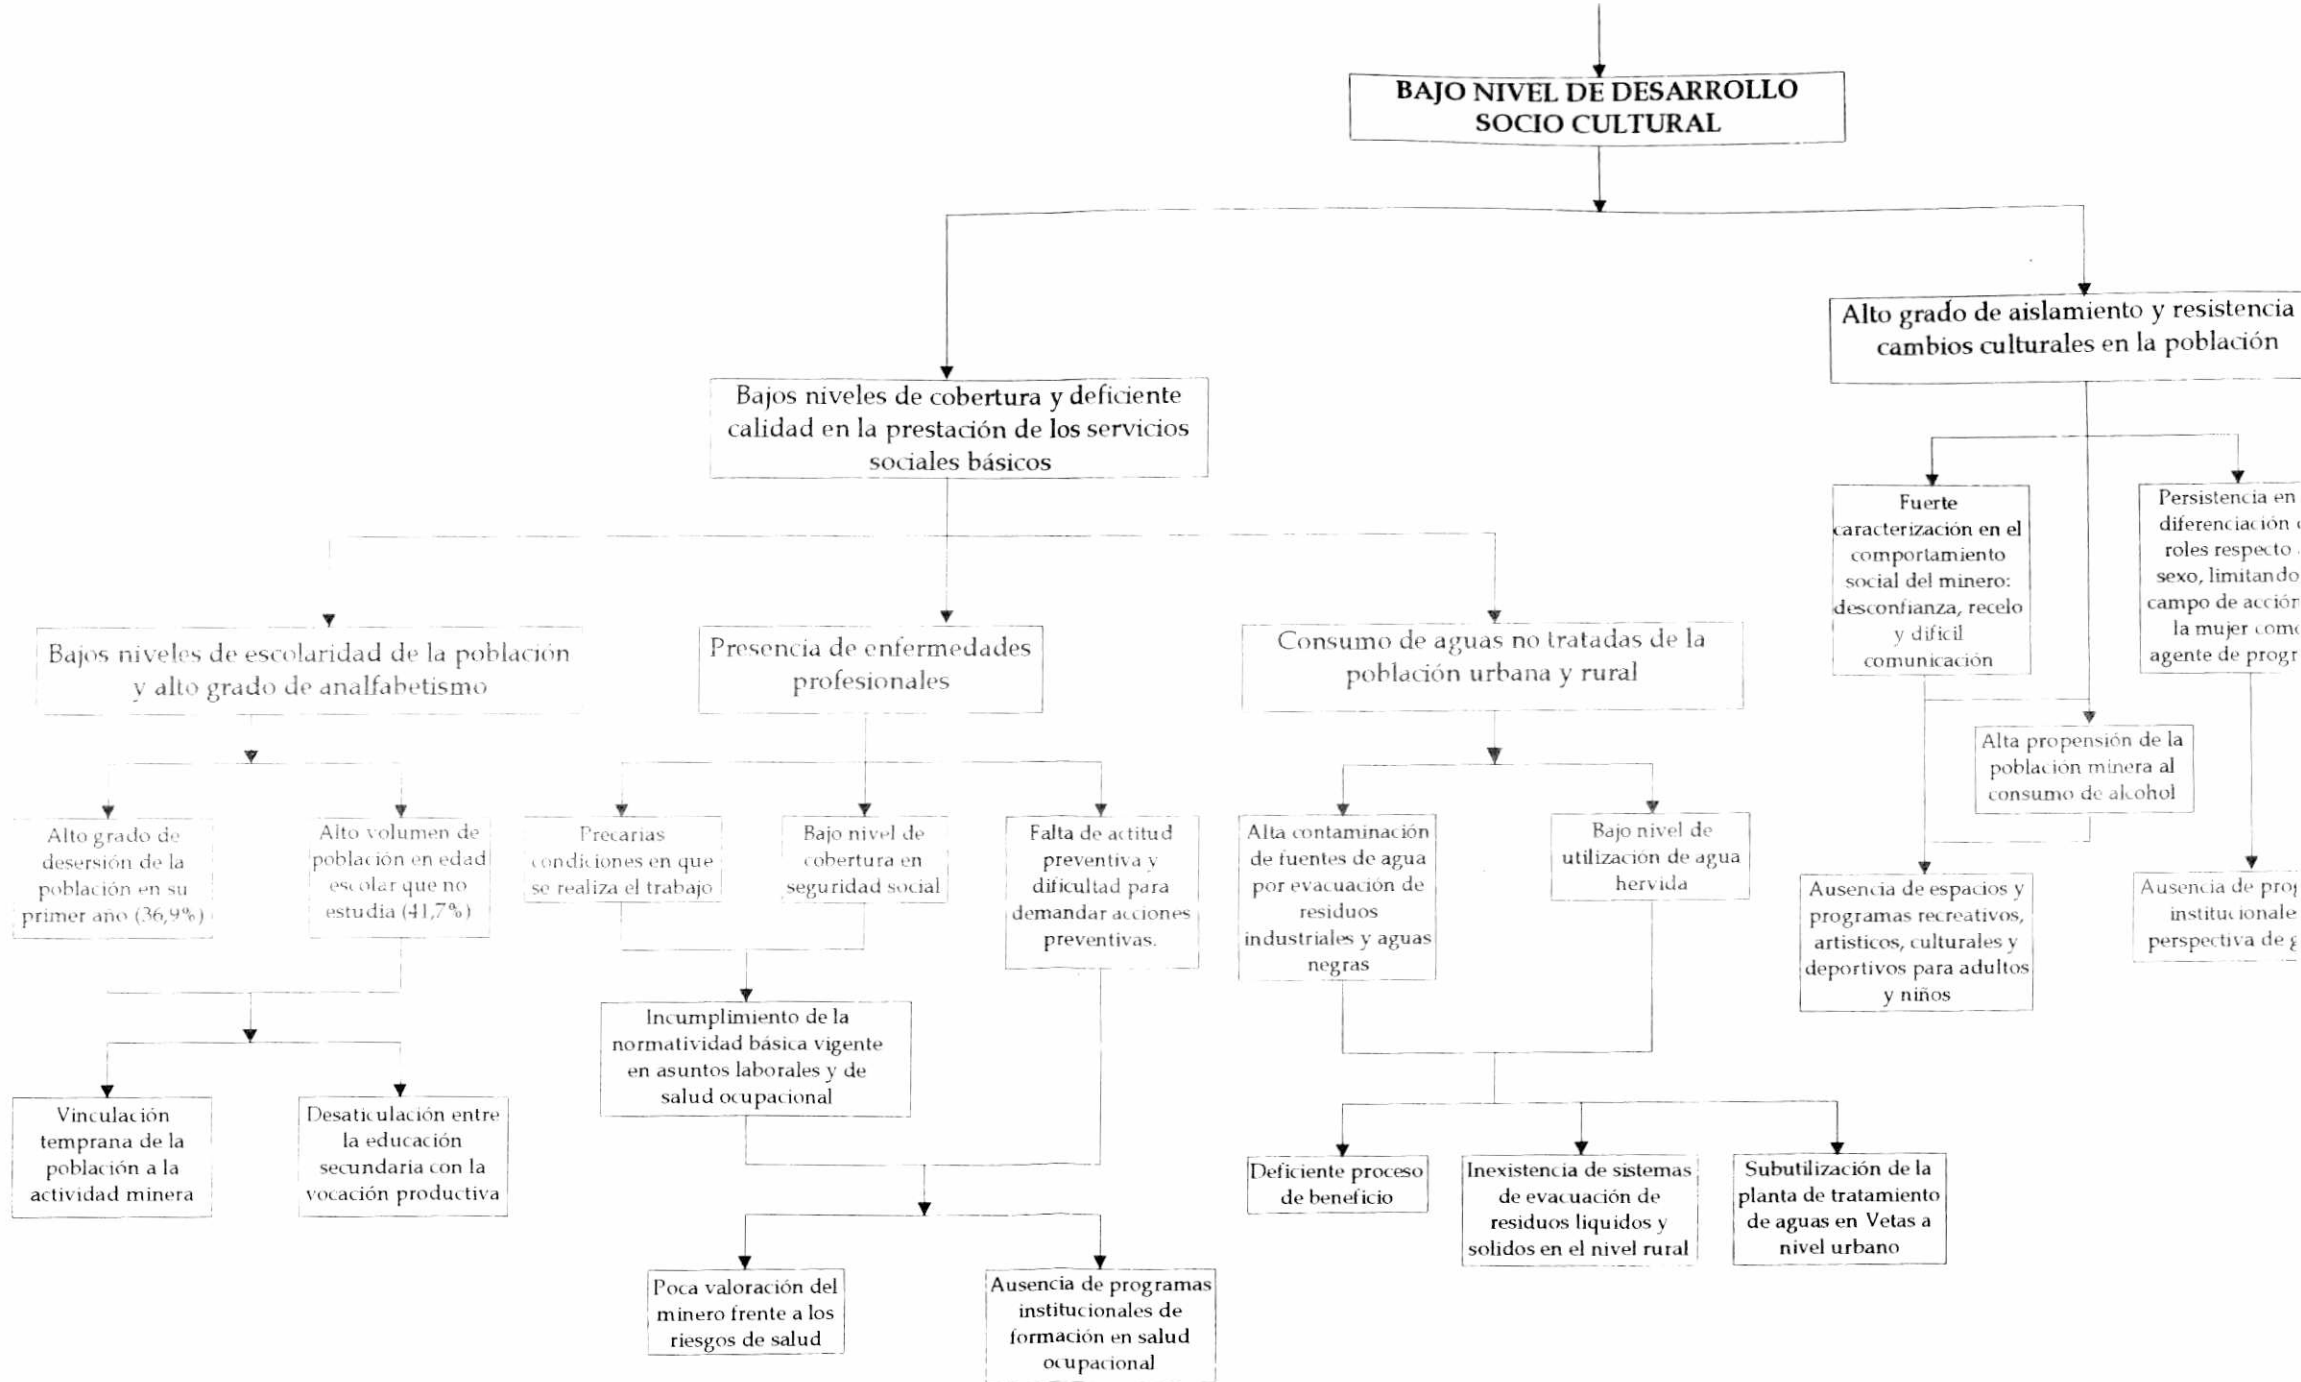 BAJO NIVEL DE DESARROLLO
SOCIO CULTURAL
Alto grado de aislamiento y resistencia
cambios culturales en la población
Bajos niveles de cobertura y deficiente
calidad en la prestación de los servicios
sociales básicos
Fuerte
caracterización en el
comportamiento
social del minero:
desconfianza, recelo
y dificil
comunicación
Persistencia en
diferenciación
roles respecto
sexo, limitando
campo de acción
la mujer
agente de
Bajos niveles de escolaridad de la población
y alto grado de analfabetismo
Presencia de enfermedades
profesionales
Consumo de aguas no tratadas de la
población urbana y rural
Alta propensión de la
población minera al
consumo de alcohol
Alto grado de
desersión de la
población en su
primer año (36,9%)
Alto volumen de
población en edad
escolar que no
estudia (41,7%)
Precarias
condiciones en que
se realiza el trabajo
Bajo nivel de
cobertura en
seguridad social
Falta de actitud
preventiva y
dificultad para
demandar acciones
preventivas.
Alta contaminación
de fuentes de agua
por evacuación de
residuos
industriales y aguas
negras
Bajo nivel de
utilización de agua
hervida
Ausencia de espacios y
programas recreativos,
artisticos, culturales y
deportivos para adultos
y niños
Ausencia de
institucionale
perspectiva de
Incumplimiento de la
normatividad básica vigente
en asuntos laborales y de
salud ocupacional
Vinculación
temprana de la
población a la
actividad minera
Desaticulación entre
la educación
secundaria con la
vocación productiva
Deficiente proceso
de beneficio
Inexistencia de sistemas
de evacuación de
residuos liquidos y
solidos en el nivel rural
Subutilización de la
planta de tratamiento
de aguas en Vetas a
nivel urbano
Poca valoración del
minero frente a los
riesgos de salud
Ausencia de programas
institucionales de
formación en salud
ocupacional